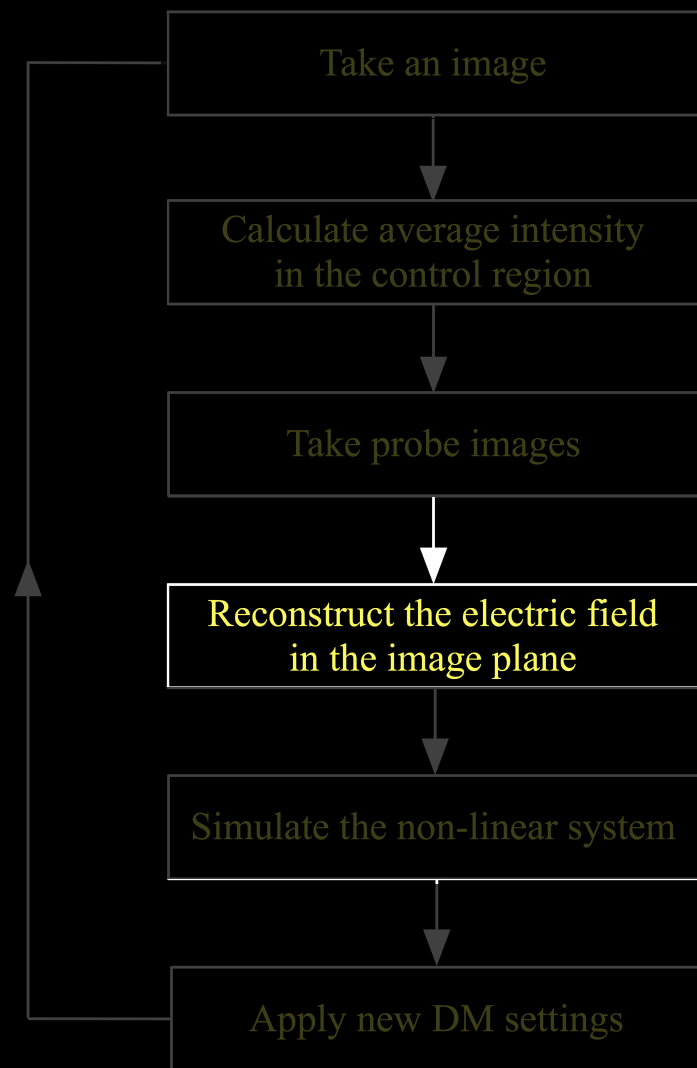 Take an image
Calculate average intensity
in the control region
Take probe images
Reconstruct the electric field
in the image plane
Simulate the non-linear system
Apply new DM settings